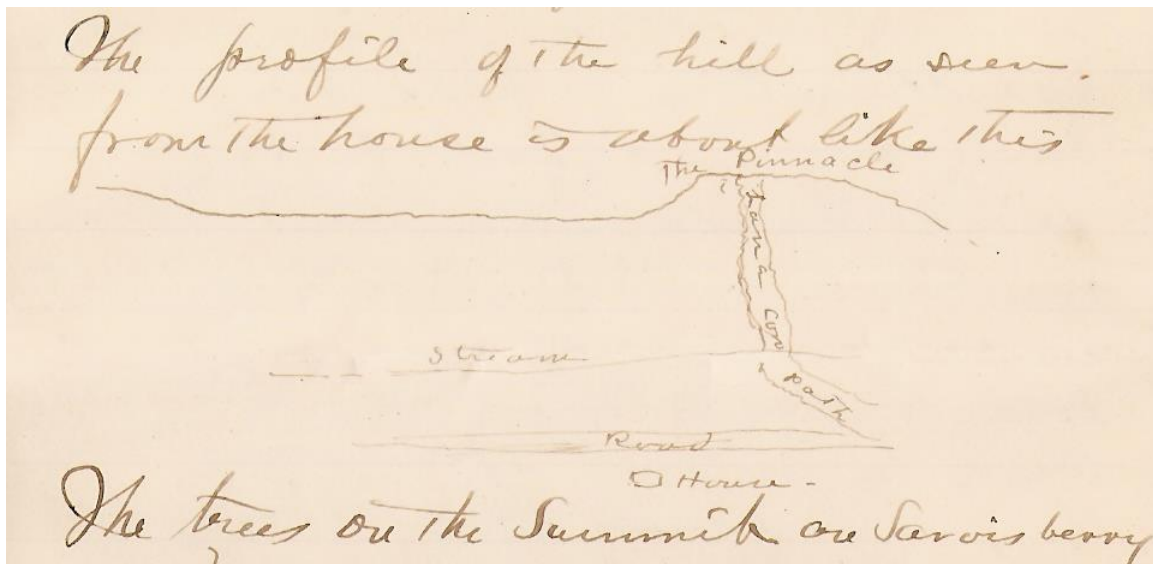 The profile of the hill as seen.
from the house is about like this
The Pinnacle
Cow
Stream
Path
Road
House -
The trees on the Summit are Sarvis berry